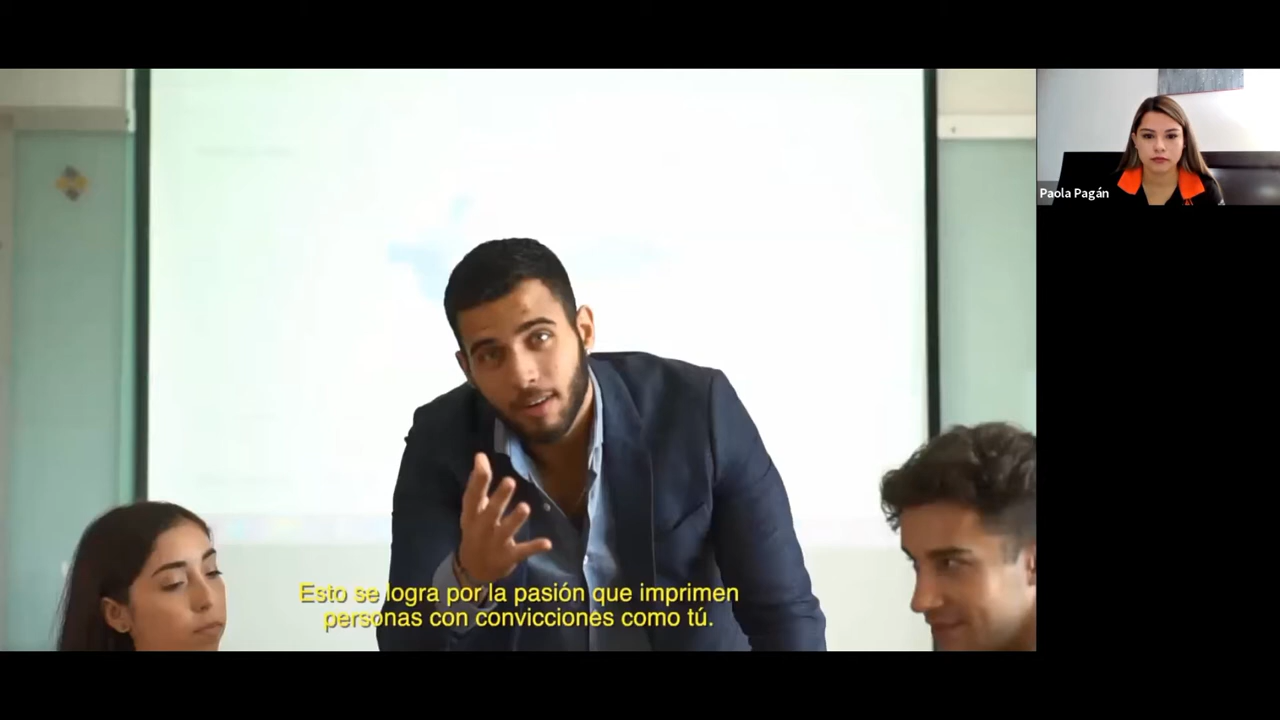 Paola Pagán
Esto se logra por la pasión que imprimen
personas con convicciones como tú.